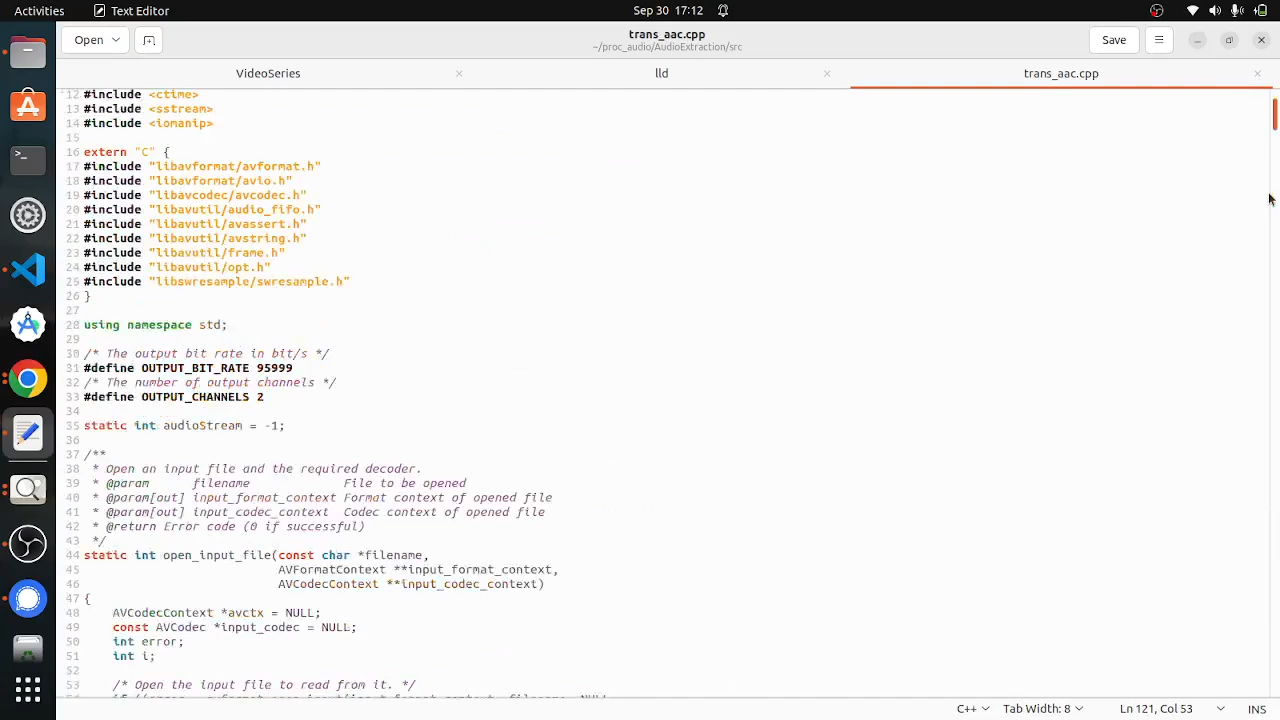 Activities Text Editor Sep 30 17:12
Open trans_aac.cpp Save
~/proc_audio/AudioExtraction/src
VideoSeries lld trans_aac.cpp
12 #include <ctime>
13 #include <sstream>
14 #include <iomanip>
15
16 extern "C" {
17 #include "libavformat/avformat.h"
18 #include "libavformat/avio.h"
19 #include "libavcodec/avcodec.h"
20 #include "libavutil/audio_fifo.h"
21 #include "libavutil/avassert.h"
22 #include "libavutil/avstring.h"
23 #include "libavutil/frame.h"
24 #include "libavutil/opt.h"
25 #include "libswresample/swresample.h"
26 }
27
28 using namespace std;
29
30 /* The output bit rate in bit/s */
31 #define OUTPUT_BIT_RATE 95999
32 /* The number of output channels */
33 #define OUTPUT_CHANNELS 2
34
35 static int audioStream = -1;
36
37 /**
38 * Open an input file and the required decoder.
39 * @param filename File to be opened
40 * @param[out] input_format_context Format context of opened file
41 * @param[out] input_codec_context Codec context of opened file
42 * @return Error code (0 if successful)
43 */
44 static int open_input_file(const char *filename,
45 AVFormatContext **input_format_context,
46 AVCodecContext **input_codec_context)
47 {
48 AVCodecContext *avctx = NULL;
49 const AVCodec *input_codec = NULL;
50 int error;
51 int i;
52
53 /* Open the input file to read from it. */
C++ Tab Width: 8 Ln 121, Col 53 INS